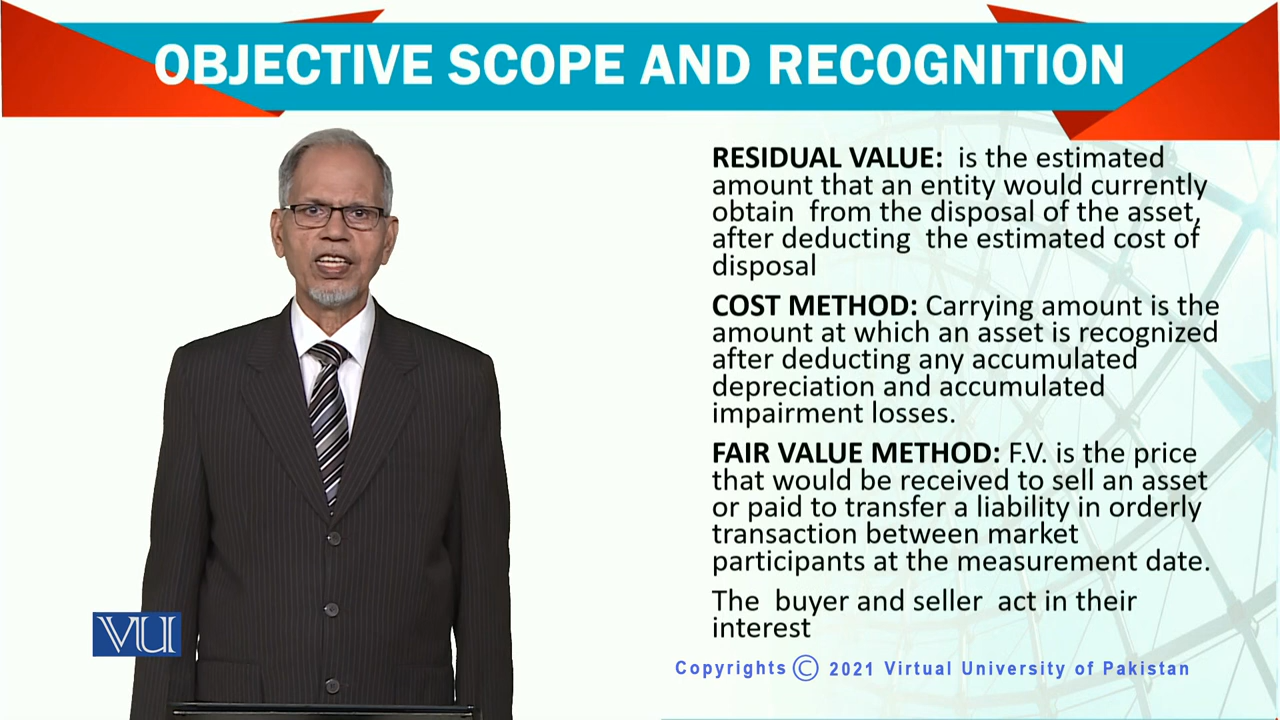 OBJECTIVE SCOPE AND RECOGNITION
RESIDUAL VALUE: is the estimated
amount that an entity would currently
obtain from the disposal of the asset,
after deducting the estimated cost of
disposal
COST METHOD: Carrying amount is the
amount at which an asset is recognized
after deducting any accumulated
depreciation and accumulated
impairment losses.
FAIR VALUE METHOD: F.V. is the price
that would be received to sell an asset
or paid to transfer a liability in orderly
transaction between market
participants at the measurement date.
The buyer and seller act in their
interest
VU
Copyrights © 2021 Virtual University of Pakistan